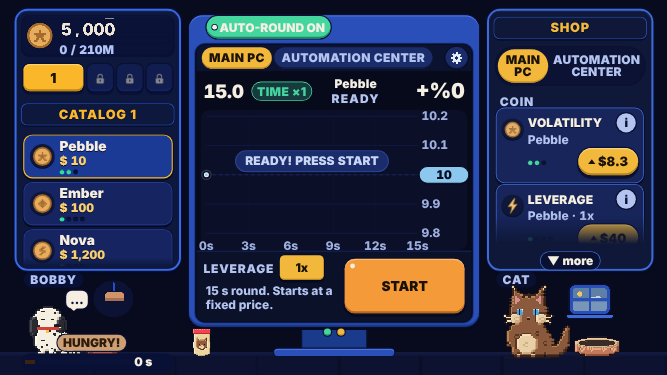 5,000
0 / 210M
1
CATALOG 1
Pebble
$ 10
Ember
$ 100
Nova
$ 1,200
BOBBY
HUNGRY!
0 s
AUTO-ROUND ON
MAIN PC
AUTOMATION CENTER
15.0
TIME ×1
Pebble
READY
+%0
10.2
10.1
READY! PRESS START
10
9.9
9.8
0s 3s 6s 9s 12s 15s
LEVERAGE
1x
15 s round. Starts at a
fixed price.
START
SHOP
MAIN
PC
AUTOMATION
CENTER
COIN
VOLATILITY
i
Pebble
$8.3
LEVERAGE
i
Pebble · 1x
$40
▼ more
CAT